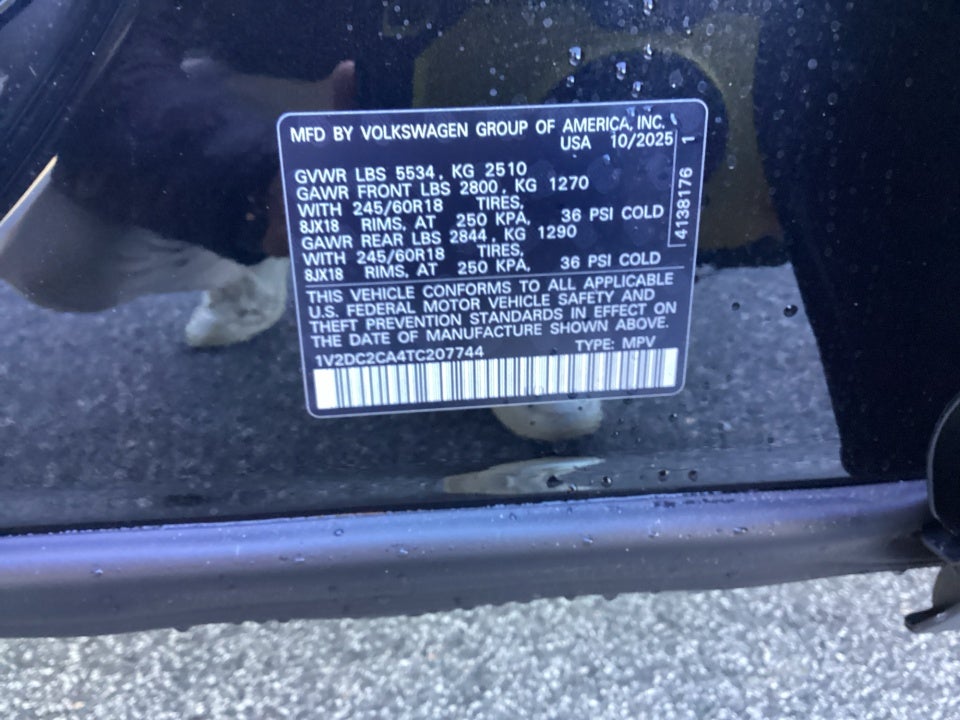 MFD BY VOLKSWAGEN GROUP OF AMERICA, INC.
USA 10/2025
GVWR LBS 5534, KG 2510
GAWR FRONT LBS 2800, KG 1270
WITH 245/60R18 TIRES,
8JX18 RIMS, AT 250 KPA, 36 PSI COLD
GAWR REAR LBS 2844, KG 1290
WITH 245/60R18 TIRES,
8JX18 RIMS, AT 250 KPA, 36 PSI COLD
THIS VEHICLE CONFORMS TO ALL APPLICABLE
U.S. FEDERAL MOTOR VEHICLE SAFETY AND
THEFT PREVENTION STANDARDS IN EFFECT ON
THE DATE OF MANUFACTURE SHOWN ABOVE.
1V2DC2CA4TC207744 TYPE: MPV
4138176 1